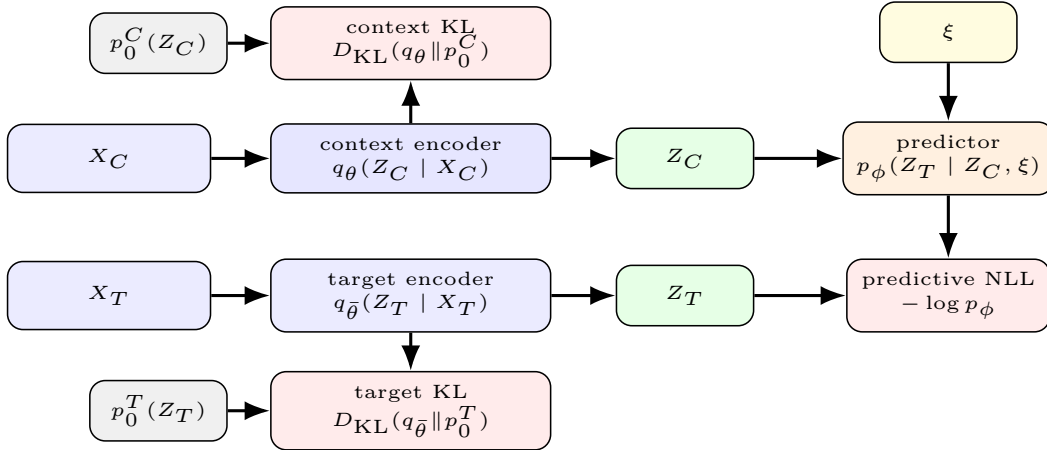 p_0^C(Z_C)
context KL
D_KL(q_θ‖p_0^C)
ξ
X_C
context encoder
q_θ(Z_C | X_C)
Z_C
predictor
p_ϕ(Z_T | Z_C, ξ)
X_T
target encoder
q_θ̄(Z_T | X_T)
Z_T
predictive NLL
− log p_ϕ
p_0^T(Z_T)
target KL
D_KL(q_θ̄‖p_0^T)